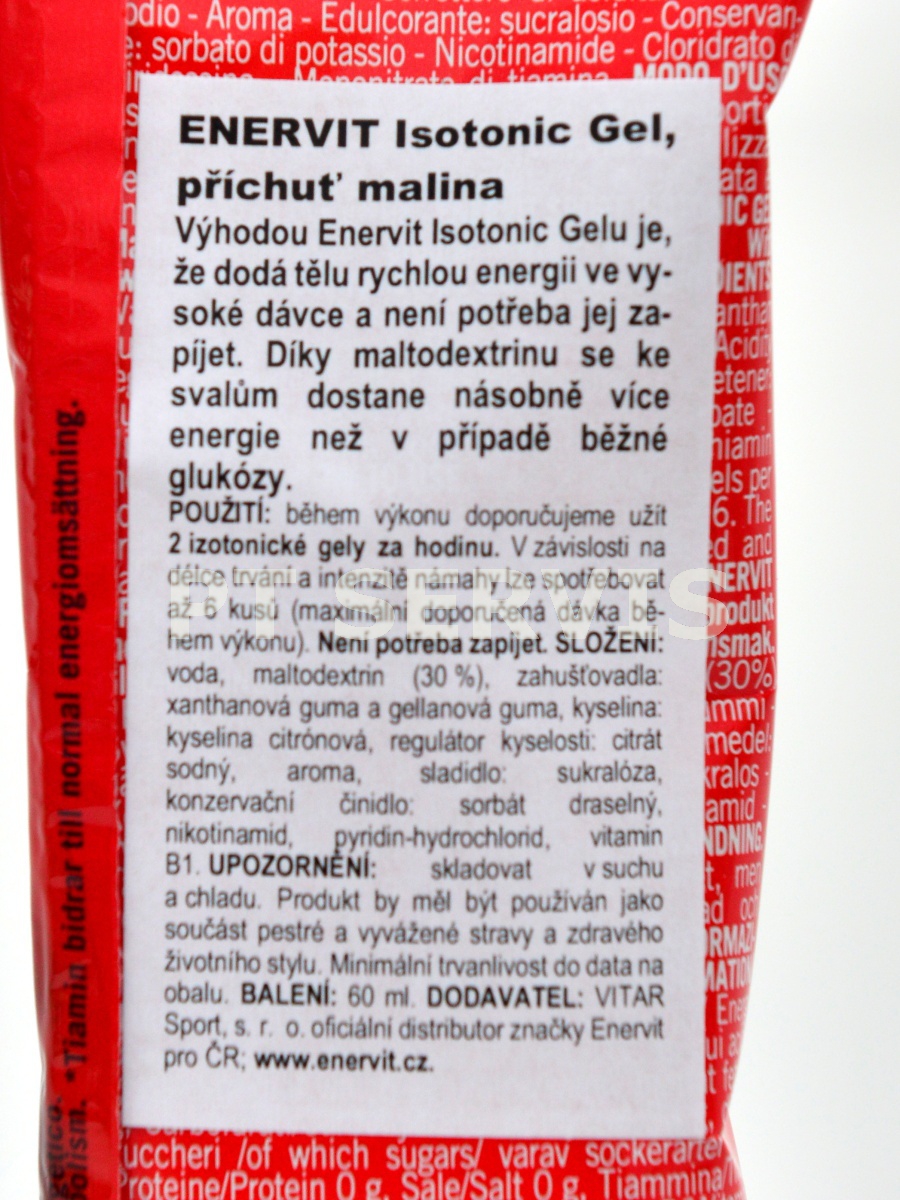 odio - Aroma - Edulcorante: sucralosio - Conservan-
e: sorbato di potassio - Nicotinamide - Cloridrato di
Mononitrato di tiamina. MODO D'USO
ENERVIT Isotonic Gel,
příchuť malina
Výhodou Enervit Isotonic Gelu je,
že dodá tělu rychlou energii ve vy-
soké dávce a není potřeba jej za-
píjet. Díky maltodextrinu se ke
svalům dostane násobně více
energie než v případě běžné
glukózy.
POUŽITÍ: během výkonu doporučujeme užít
2 izotonické gely za hodinu. V závislosti na
délce trvání a intenzitě námahy lze spotřebovat
až 6 kusů (maximální doporučená dávka bě-
hem výkonu). Není potřeba zapíjet. SLOŽENÍ:
voda, maltodextrin (30 %), zahušťovadla:
xanthanová guma a gellanová guma, kyselina:
kyselina citrónová, regulátor kyselosti: citrát
sodný, aroma, sladidlo: sukralóza,
konzervační činidlo: sorbát draselný,
nikotinamid, pyridin-hydrochlorid, vitamin
B1. UPOZORNĚNÍ: skladovat v suchu
a chladu. Produkt by měl být používán jako
součást pestré a vyvážené stravy a zdravého
životního stylu. Minimální trvanlivost do data na
obalu. BALENÍ: 60 ml. DODAVATEL: VITAR
Sport, s. r. o. oficiální distributor značky Enervit
pro ČR; www.enervit.cz.
PT SERVIS
*Tiamin bidrar till normal energiomsättning.
uccheri /of which sugars/ varav sockerarter
Proteine/Protein 0 g, Sale/Salt 0 g, Tiammina/